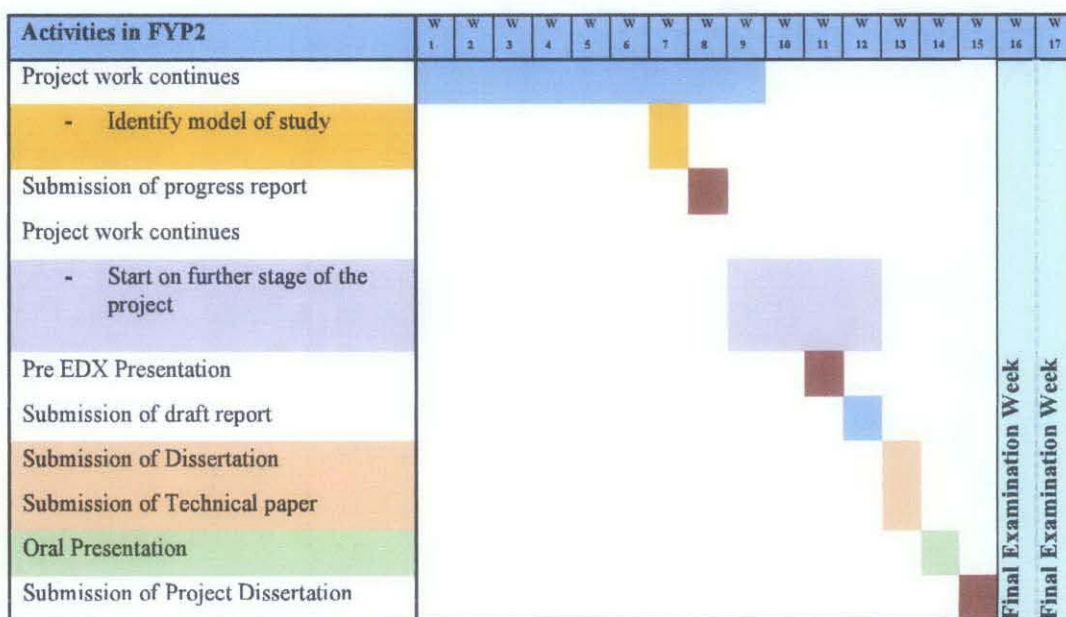 Activities in FYP2 W 1 W 2 W 3 W 4 W 5 W 6 W 7 W 8 W 9 W 10 W 11 W 12 W 13 W 14 W 15 W 16 W 17
Project work continues
- Identify model of study
Submission of progress report
Project work continues
- Start on further stage of the
project
Pre EDX Presentation
Submission of draft report
Submission of Dissertation
Submission of Technical paper
Oral Presentation
Submission of Project Dissertation
Final Examination Week
Final Examination Week